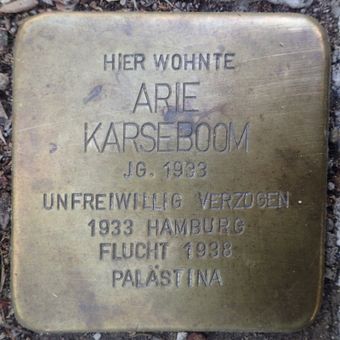 HIER WOHNTE
ARIE
KARSEBOOM
JG. 1933
UNFREIWILLIG VERZOGEN
1933 HAMBURG
FLUCHT 1938
PALÄSTINA